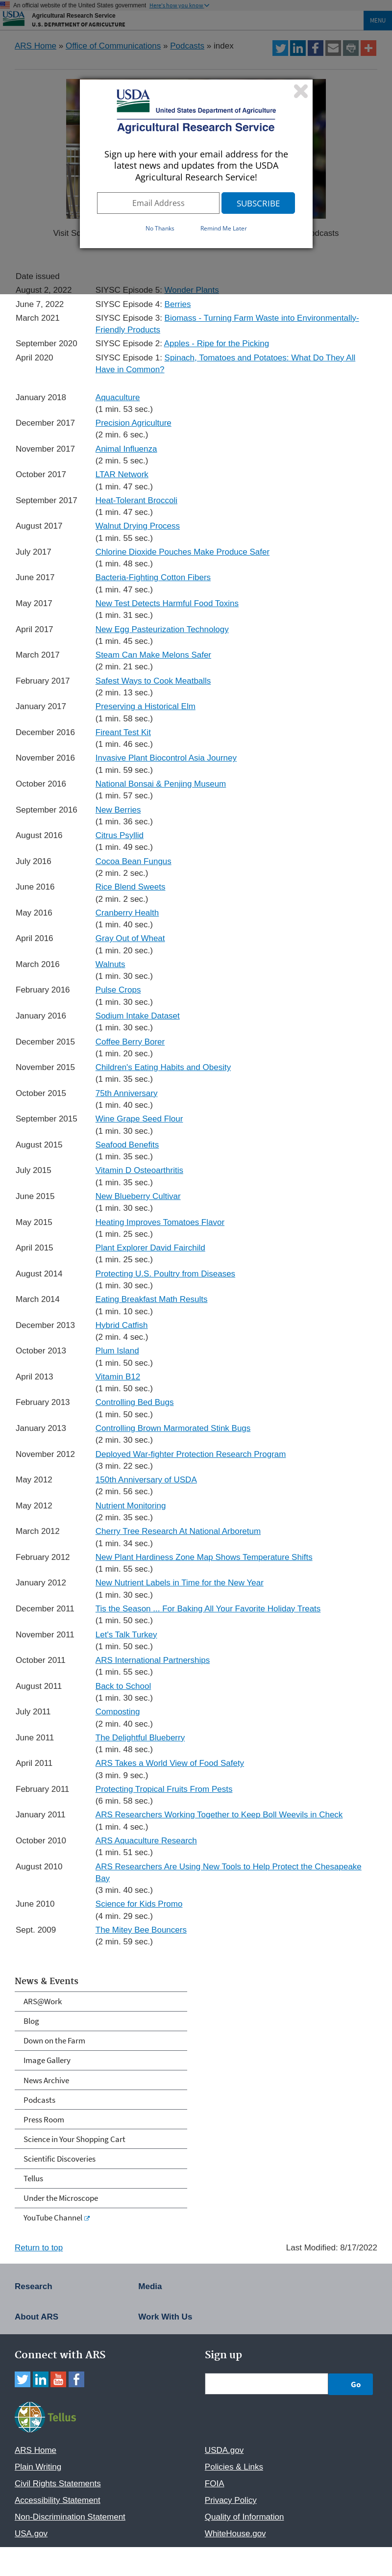 An official website of the United States government Here's how you know
Agricultural Research Service
U.S. DEPARTMENT OF AGRICULTURE
MENU
ARS Home » Office of Communications » Podcasts » index
USDA
United States Department of Agriculture
Agricultural Research Service
Sign up here with your email address for the
latest news and updates from the USDA
Agricultural Research Service!
Email Address
SUBSCRIBE
No Thanks
Remind Me Later
Date issued
August 2, 2022 SIYSC Episode 5: Wonder Plants
June 7, 2022 SIYSC Episode 4: Berries
March 2021 SIYSC Episode 3: Biomass - Turning Farm Waste into Environmentally-
Friendly Products
September 2020 SIYSC Episode 2: Apples - Ripe for the Picking
April 2020 SIYSC Episode 1: Spinach, Tomatoes and Potatoes: What Do They All
Have in Common?
January 2018 Aquaculture
(1 min. 53 sec.)
December 2017 Precision Agriculture
(2 min. 6 sec.)
November 2017 Animal Influenza
(2 min. 5 sec.)
October 2017 LTAR Network
(1 min. 47 sec.)
September 2017 Heat-Tolerant Broccoli
(1 min. 47 sec.)
August 2017 Walnut Drying Process
(1 min. 55 sec.)
July 2017 Chlorine Dioxide Pouches Make Produce Safer
(1 min. 48 sec.)
June 2017 Bacteria-Fighting Cotton Fibers
(1 min. 47 sec.)
May 2017 New Test Detects Harmful Food Toxins
(1 min. 31 sec.)
April 2017 New Egg Pasteurization Technology
(1 min. 45 sec.)
March 2017 Steam Can Make Melons Safer
(2 min. 21 sec.)
February 2017 Safest Ways to Cook Meatballs
(2 min. 13 sec.)
January 2017 Preserving a Historical Elm
(1 min. 58 sec.)
December 2016 Fireant Test Kit
(1 min. 46 sec.)
November 2016 Invasive Plant Biocontrol Asia Journey
(1 min. 59 sec.)
October 2016 National Bonsai & Penjing Museum
(1 min. 57 sec.)
September 2016 New Berries
(1 min. 36 sec.)
August 2016 Citrus Psyllid
(1 min. 49 sec.)
July 2016 Cocoa Bean Fungus
(2 min. 2 sec.)
June 2016 Rice Blend Sweets
(2 min. 2 sec.)
May 2016 Cranberry Health
(1 min. 40 sec.)
April 2016 Gray Out of Wheat
(1 min. 20 sec.)
March 2016 Walnuts
(1 min. 30 sec.)
February 2016 Pulse Crops
(1 min. 30 sec.)
January 2016 Sodium Intake Dataset
(1 min. 30 sec.)
December 2015 Coffee Berry Borer
(1 min. 20 sec.)
November 2015 Children's Eating Habits and Obesity
(1 min. 35 sec.)
October 2015 75th Anniversary
(1 min. 40 sec.)
September 2015 Wine Grape Seed Flour
(1 min. 30 sec.)
August 2015 Seafood Benefits
(1 min. 35 sec.)
July 2015 Vitamin D Osteoarthritis
(1 min. 35 sec.)
June 2015 New Blueberry Cultivar
(1 min. 30 sec.)
May 2015 Heating Improves Tomatoes Flavor
(1 min. 25 sec.)
April 2015 Plant Explorer David Fairchild
(1 min. 25 sec.)
August 2014 Protecting U.S. Poultry from Diseases
(1 min. 30 sec.)
March 2014 Eating Breakfast Math Results
(1 min. 10 sec.)
December 2013 Hybrid Catfish
(2 min. 4 sec.)
October 2013 Plum Island
(1 min. 50 sec.)
April 2013 Vitamin B12
(1 min. 50 sec.)
February 2013 Controlling Bed Bugs
(1 min. 50 sec.)
January 2013 Controlling Brown Marmorated Stink Bugs
(2 min. 30 sec.)
November 2012 Deployed War-fighter Protection Research Program
(3 min. 22 sec.)
May 2012 150th Anniversary of USDA
(2 min. 56 sec.)
May 2012 Nutrient Monitoring
(2 min. 35 sec.)
March 2012 Cherry Tree Research At National Arboretum
(1 min. 34 sec.)
February 2012 New Plant Hardiness Zone Map Shows Temperature Shifts
(1 min. 55 sec.)
January 2012 New Nutrient Labels in Time for the New Year
(1 min. 30 sec.)
December 2011 Tis the Season ... For Baking All Your Favorite Holiday Treats
(1 min. 50 sec.)
November 2011 Let's Talk Turkey
(1 min. 50 sec.)
October 2011 ARS International Partnerships
(1 min. 55 sec.)
August 2011 Back to School
(1 min. 30 sec.)
July 2011 Composting
(2 min. 40 sec.)
June 2011 The Delightful Blueberry
(1 min. 48 sec.)
April 2011 ARS Takes a World View of Food Safety
(3 min. 9 sec.)
February 2011 Protecting Tropical Fruits From Pests
(6 min. 58 sec.)
January 2011 ARS Researchers Working Together to Keep Boll Weevils in Check
(1 min. 4 sec.)
October 2010 ARS Aquaculture Research
(1 min. 51 sec.)
August 2010 ARS Researchers Are Using New Tools to Help Protect the Chesapeake
Bay
(3 min. 40 sec.)
June 2010 Science for Kids Promo
(4 min. 29 sec.)
Sept. 2009 The Mitey Bee Bouncers
(2 min. 59 sec.)
News & Events
ARS@Work
Blog
Down on the Farm
Image Gallery
News Archive
Podcasts
Press Room
Science in Your Shopping Cart
Scientific Discoveries
Tellus
Under the Microscope
YouTube Channel
Return to top
Last Modified: 8/17/2022
Research Media
About ARS Work With Us
Connect with ARS
Sign up
Go
Tellus
ARS Home USDA.gov
Plain Writing Policies & Links
Civil Rights Statements FOIA
Accessibility Statement Privacy Policy
Non-Discrimination Statement Quality of Information
USA.gov WhiteHouse.gov